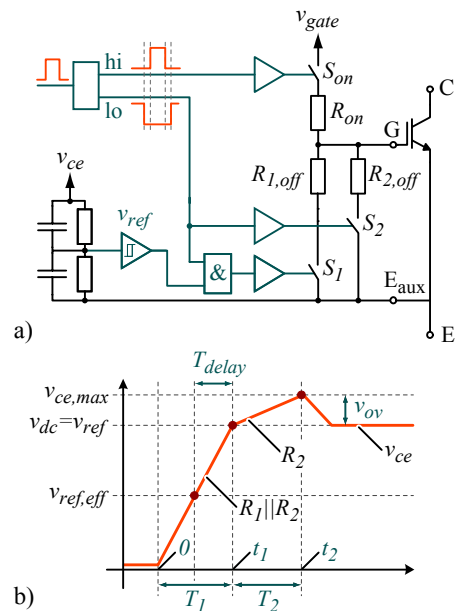 a)
v_gate
hi
lo
S_on
R_on
C
G
R_1,off
R_2,off
v_ce
v_ref
S_2
&
S_1
E_aux
E
T_delay
v_ce,max
v_dc=v_ref
v_ov
v_ce
R_2
v_ref,eff
R_1||R_2
0
t_1
t_2
b)
T_1
T_2